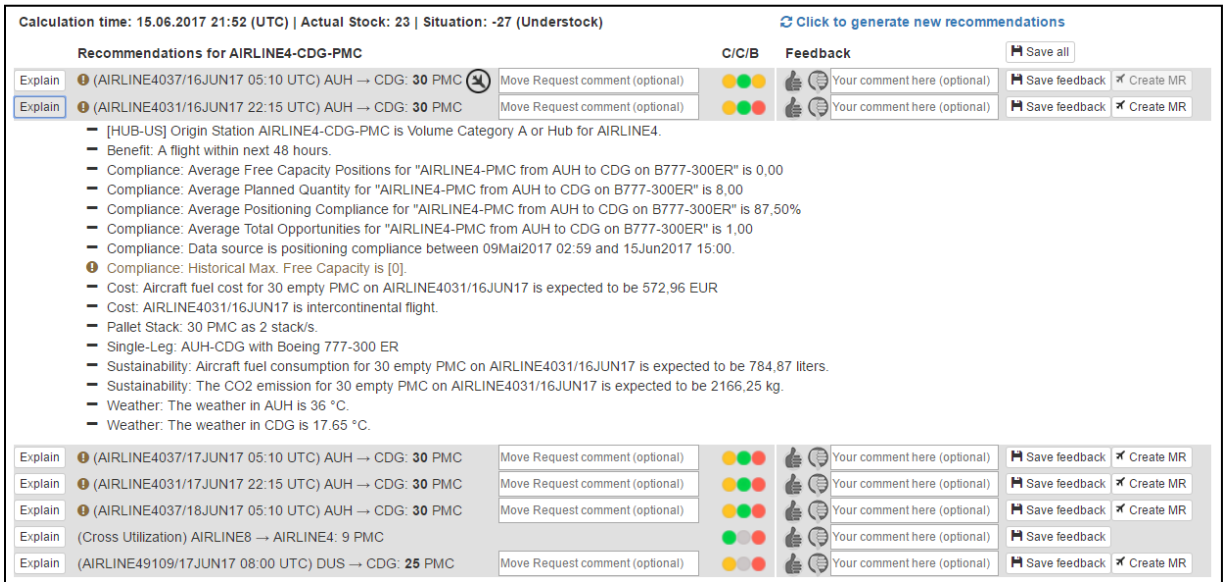 Calculation time: 15.06.2017 21:52 (UTC) | Actual Stock: 23 | Situation: -27 (Understock) Click to generate new recommendations
Recommendations for AIRLINE4-CDG-PMC C/C/B Feedback Save all
Explain (AIRLINE4037/16JUN17 05:10 UTC) AUH → CDG: 30 PMC Move Request comment (optional) Your comment here (optional) Save feedback Create MR
Explain (AIRLINE4031/16JUN17 22:15 UTC) AUH → CDG: 30 PMC Move Request comment (optional) Your comment here (optional) Save feedback Create MR
– [HUB-US] Origin Station AIRLINE4-CDG-PMC is Volume Category A or Hub for AIRLINE4.
– Benefit: A flight within next 48 hours.
– Compliance: Average Free Capacity Positions for "AIRLINE4-PMC from AUH to CDG on B777-300ER" is 0,00
– Compliance: Average Planned Quantity for "AIRLINE4-PMC from AUH to CDG on B777-300ER" is 8,00
– Compliance: Average Positioning Compliance for "AIRLINE4-PMC from AUH to CDG on B777-300ER" is 87,50%
– Compliance: Average Total Opportunities for "AIRLINE4-PMC from AUH to CDG on B777-300ER" is 1,00
– Compliance: Data source is positioning compliance between 09Mai2017 02:59 and 15Jun2017 15:00.
Compliance: Historical Max. Free Capacity is [0].
– Cost: Aircraft fuel cost for 30 empty PMC on AIRLINE4031/16JUN17 is expected to be 572,96 EUR
– Cost: AIRLINE4031/16JUN17 is intercontinental flight.
– Pallet Stack: 30 PMC as 2 stack/s.
– Single-Leg: AUH-CDG with Boeing 777-300 ER
– Sustainability: Aircraft fuel consumption for 30 empty PMC on AIRLINE4031/16JUN17 is expected to be 784,87 liters.
– Sustainability: The CO2 emission for 30 empty PMC on AIRLINE4031/16JUN17 is expected to be 2166,25 kg.
– Weather: The weather in AUH is 36 °C.
– Weather: The weather in CDG is 17.65 °C.
Explain (AIRLINE4037/17JUN17 05:10 UTC) AUH → CDG: 30 PMC Move Request comment (optional) Your comment here (optional) Save feedback Create MR
Explain (AIRLINE4031/17JUN17 22:15 UTC) AUH → CDG: 30 PMC Move Request comment (optional) Your comment here (optional) Save feedback Create MR
Explain (AIRLINE4037/18JUN17 05:10 UTC) AUH → CDG: 30 PMC Move Request comment (optional) Your comment here (optional) Save feedback Create MR
Explain (Cross Utilization) AIRLINE8 → AIRLINE4: 9 PMC Your comment here (optional) Save feedback
Explain (AIRLINE49109/17JUN17 08:00 UTC) DUS → CDG: 25 PMC Move Request comment (optional) Your comment here (optional) Save feedback Create MR